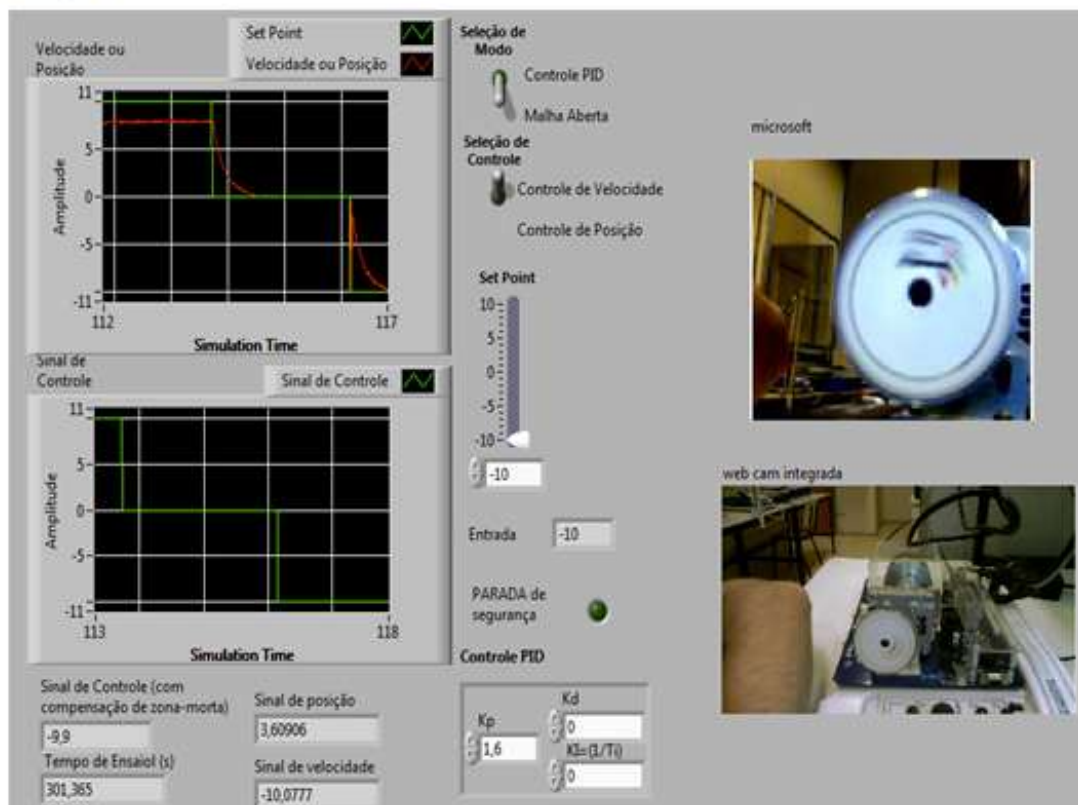 Velocidade ou
Posição
Set Point
Velocidade ou Posição
11
5
0
-5
-11
Amplitude
112
117
Simulation Time
Sinal de
Controle
Sinal de Controle
11
5
0
-5
-11
Amplitude
113
118
Simulation Time
Sinal de Controle (com
compensação de zona-morta)
-9,9
Tempo de Ensaiol (s)
301,365
Sinal de posição
3,60906
Sinal de velocidade
-10,0777
Seleção de
Modo
Controle PID
Malha Aberta
Seleção de
Controle
Controle de Velocidade
Controle de Posição
Set Point
10
5
0
-5
-10
-10
Entrada
-10
PARADA de
segurança
Controle PID
Kp
1,6
Kd
0
KI=(1/Ti)
0
microsoft
web cam integrada